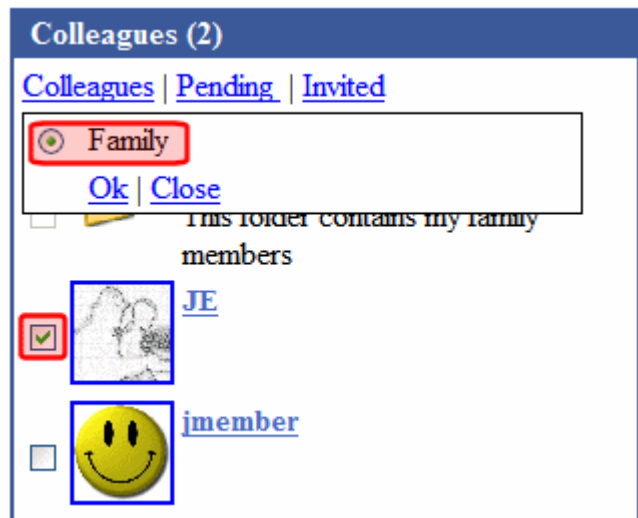 Colleagues (2)
Colleagues | Pending | Invited
Family
Ok | Close
This folder contains my family
members
JE
jmember